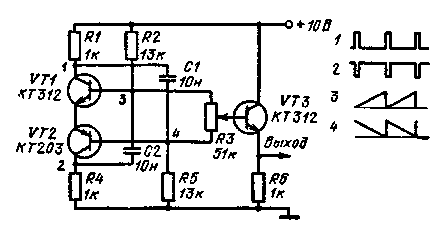 +10В
R1
1к
R2
13к
C1
10н
1
VT1
КТ312
3
VT3
КТ312
R3
51к
VT2
КТ203
4
2
C2
10н
Выход
R4
1к
R5
13к
R6
1к
1
2
3
4